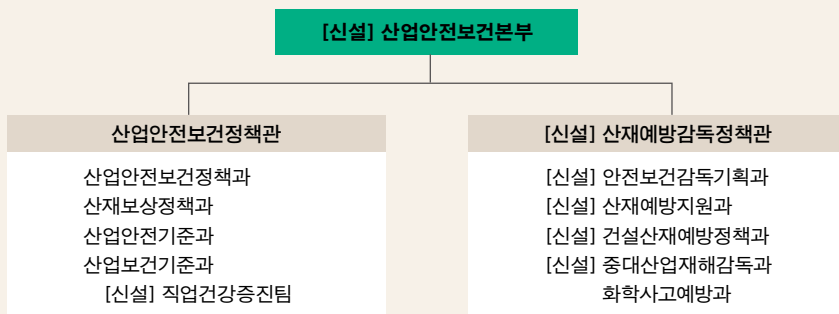 [신설] 산업안전보건본부
산업안전보건정책관
산업안전보건정책과
산재보상정책과
산업안전기준과
산업보건기준과
[신설] 직업건강증진팀
[신설] 산재예방감독정책관
[신설] 안전보건감독기획과
[신설] 산재예방지원과
[신설] 건설산재예방정책과
[신설] 중대산업재해감독과
화학사고예방과